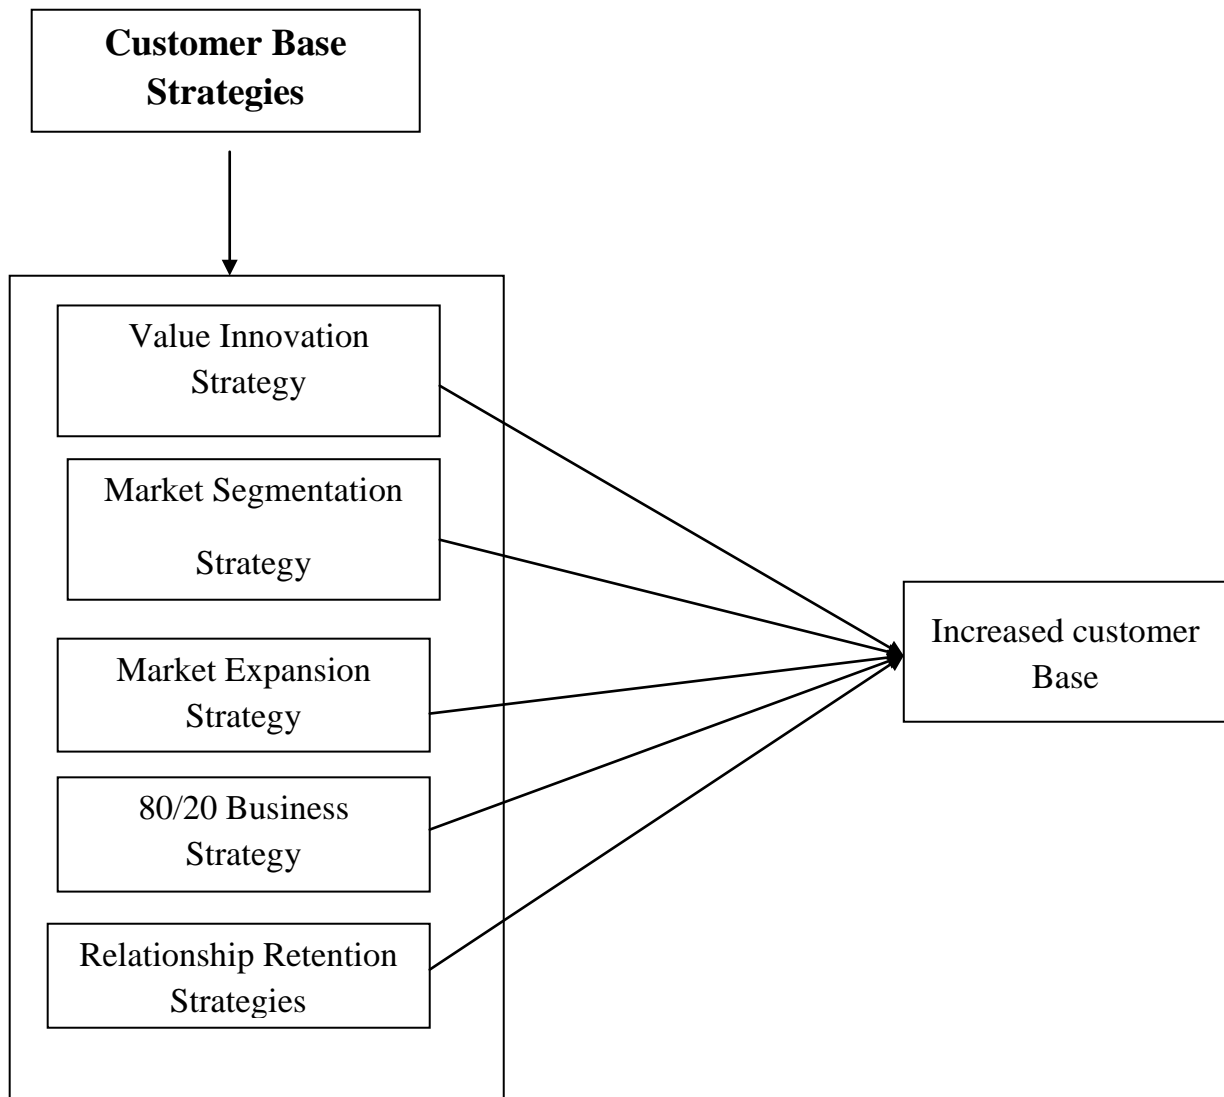 Customer Base
Strategies
Value Innovation
Strategy
Market Segmentation
Strategy
Market Expansion
Strategy
80/20 Business
Strategy
Relationship Retention
Strategies
Increased customer
Base